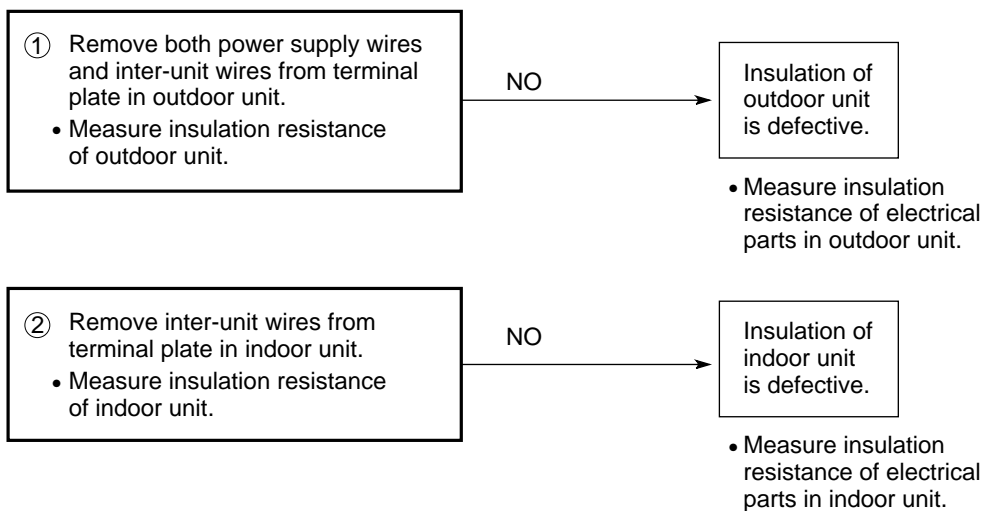 ① Remove both power supply wires
and inter-unit wires from terminal
plate in outdoor unit.
• Measure insulation resistance
of outdoor unit.
NO
Insulation of
outdoor unit
is defective.
• Measure insulation
resistance of electrical
parts in outdoor unit.
② Remove inter-unit wires from
terminal plate in indoor unit.
• Measure insulation resistance
of indoor unit.
NO
Insulation of
indoor unit
is defective.
• Measure insulation
resistance of electrical
parts in indoor unit.